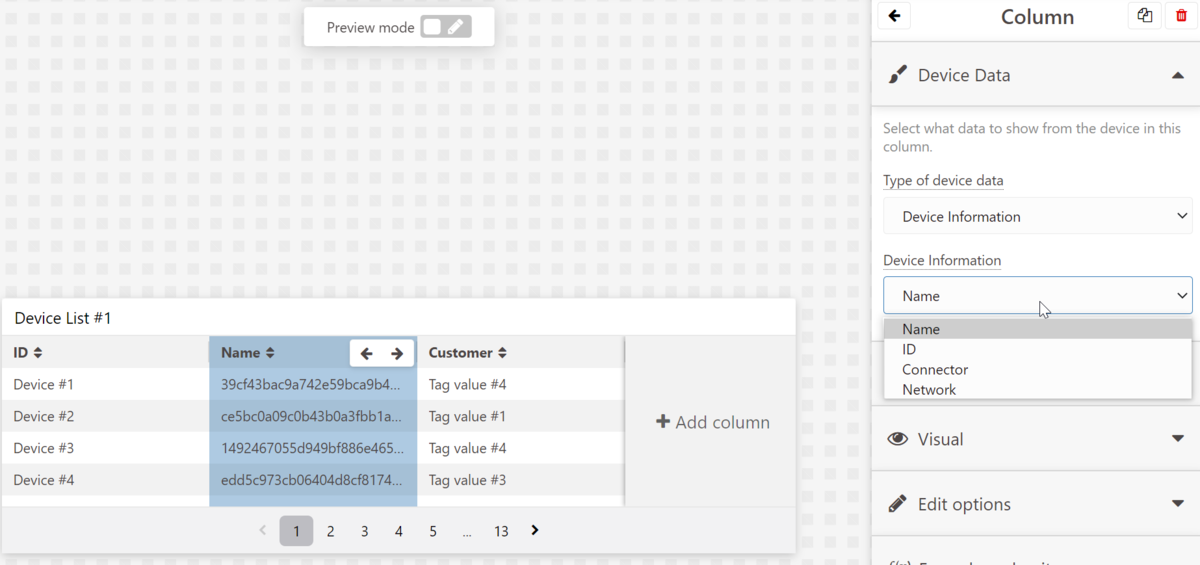 Preview mode
Column
Device Data
Select what data to show from the device in this
column.
Type of device data
Device Information
Device Information
Name
Name
ID
Connector
Network
Visual
Edit options
Device List #1
ID Name Customer
Device #1 39cf43bac9a742e59bca9b4... Tag value #4
Device #2 ce5bc0a09c0b43b0a3fbb1a... Tag value #1
Device #3 1492467055d949bf886e465... Tag value #4
Device #4 edd5c973cb06404d8cf8174... Tag value #3
+ Add column
1 2 3 4 5 ... 13